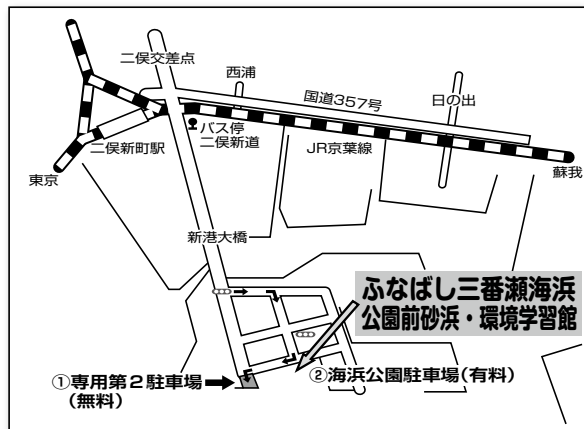 二俣交差点
西浦
国道357号
日の出
バス停
二俣新道
二俣新町駅
JR京葉線
蘇我
東京
新港大橋
ふなばし三番瀬海浜
公園前砂浜・環境学習館
①専用第2駐車場
(無料)
②海浜公園駐車場(有料)